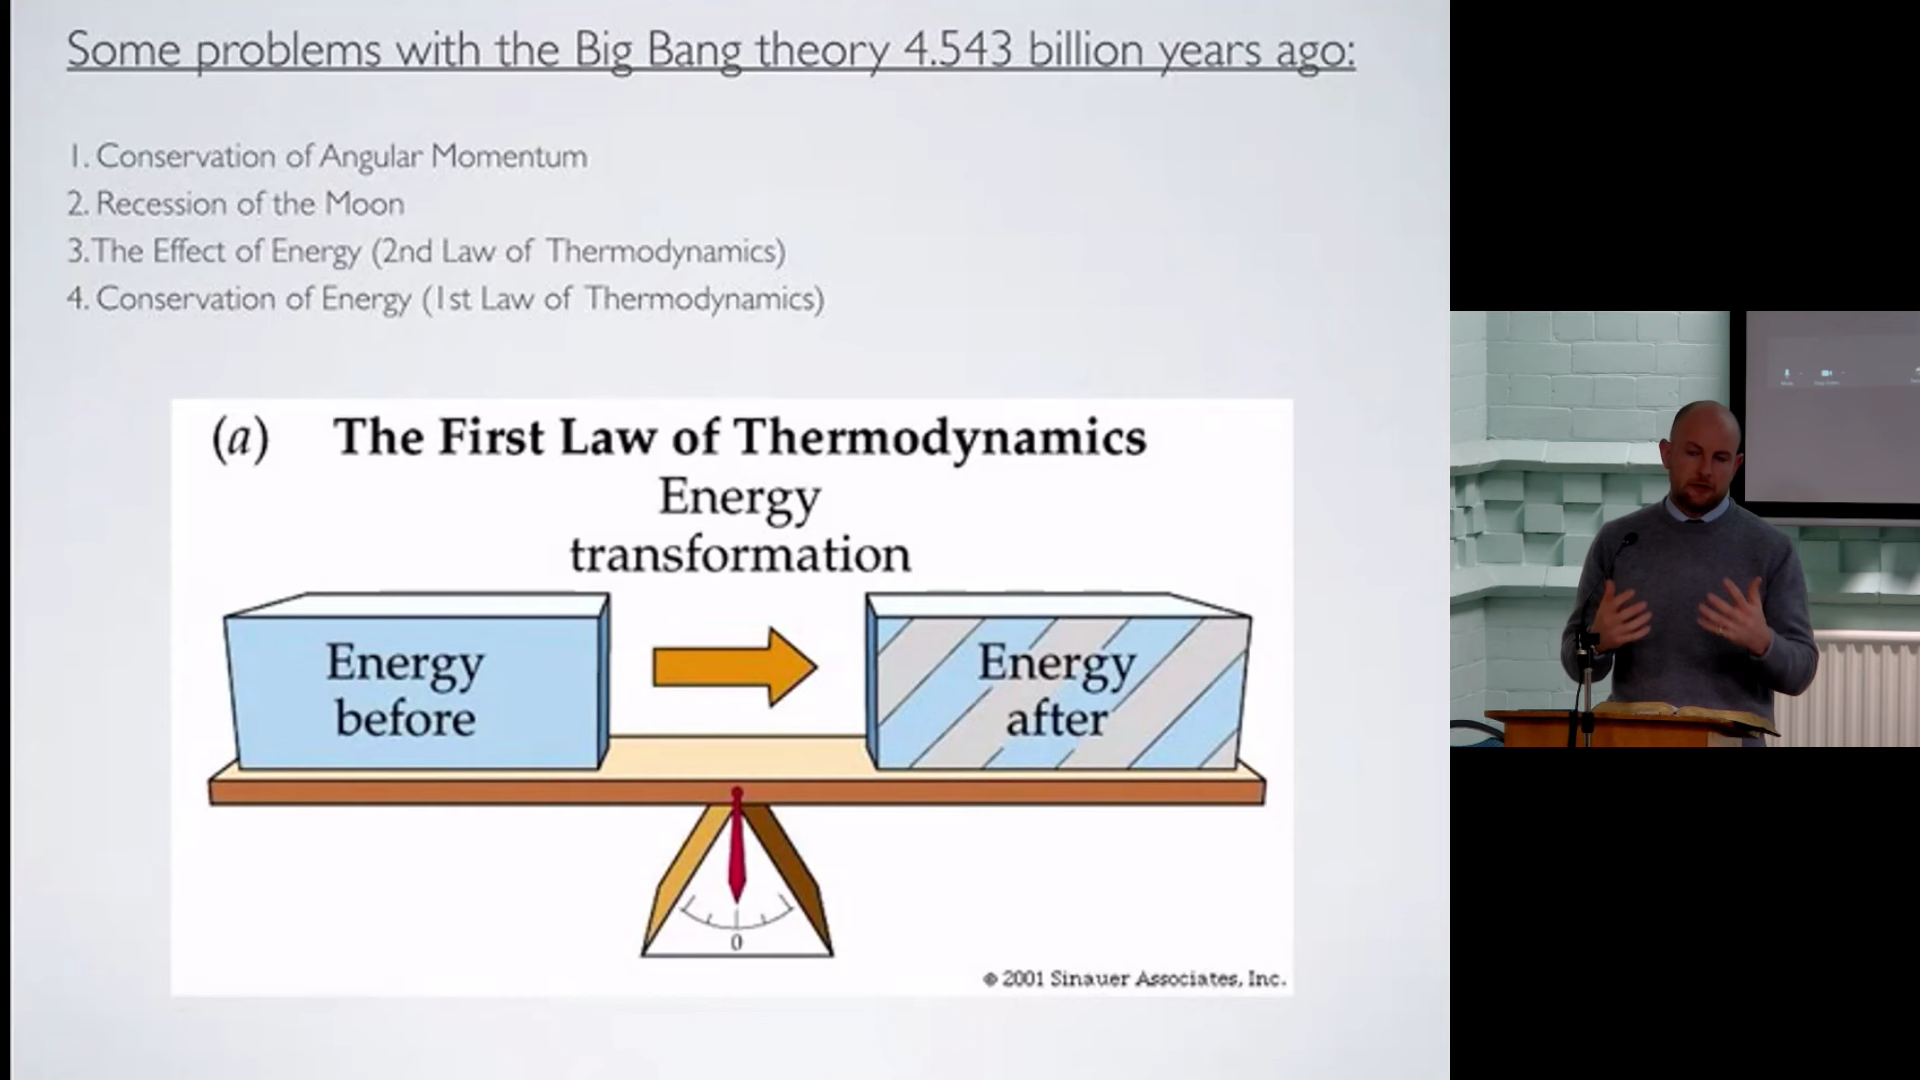 Some problems with the Big Bang theory 4.543 billion years ago:
1. Conservation of Angular Momentum
2. Recession of the Moon
3. The Effect of Energy (2nd Law of Thermodynamics)
4. Conservation of Energy (1st Law of Thermodynamics)
(a) The First Law of Thermodynamics
Energy
transformation
Energy
before
Energy
after
0
© 2001 Sinauer Associates, Inc.